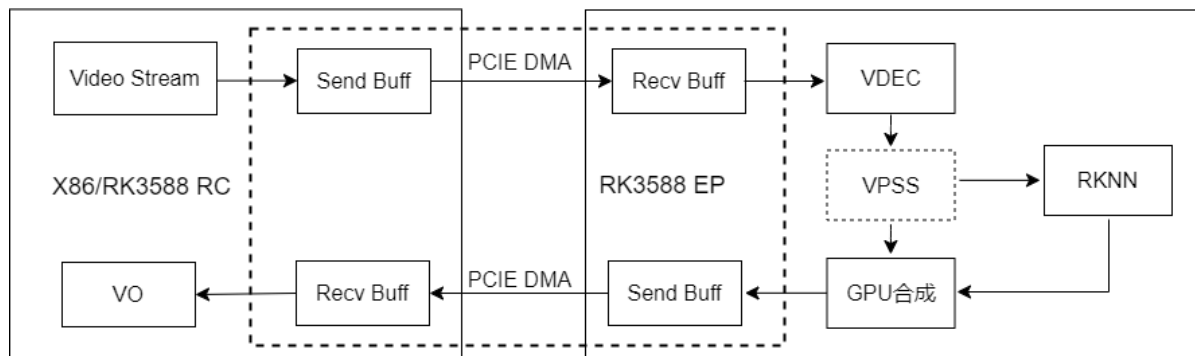 Video Stream
Send Buff
PCIE DMA
Recv Buff
VDEC
X86/RK3588 RC
RK3588 EP
VPSS
RKNN
VO
Recv Buff
PCIE DMA
Send Buff
GPU合成